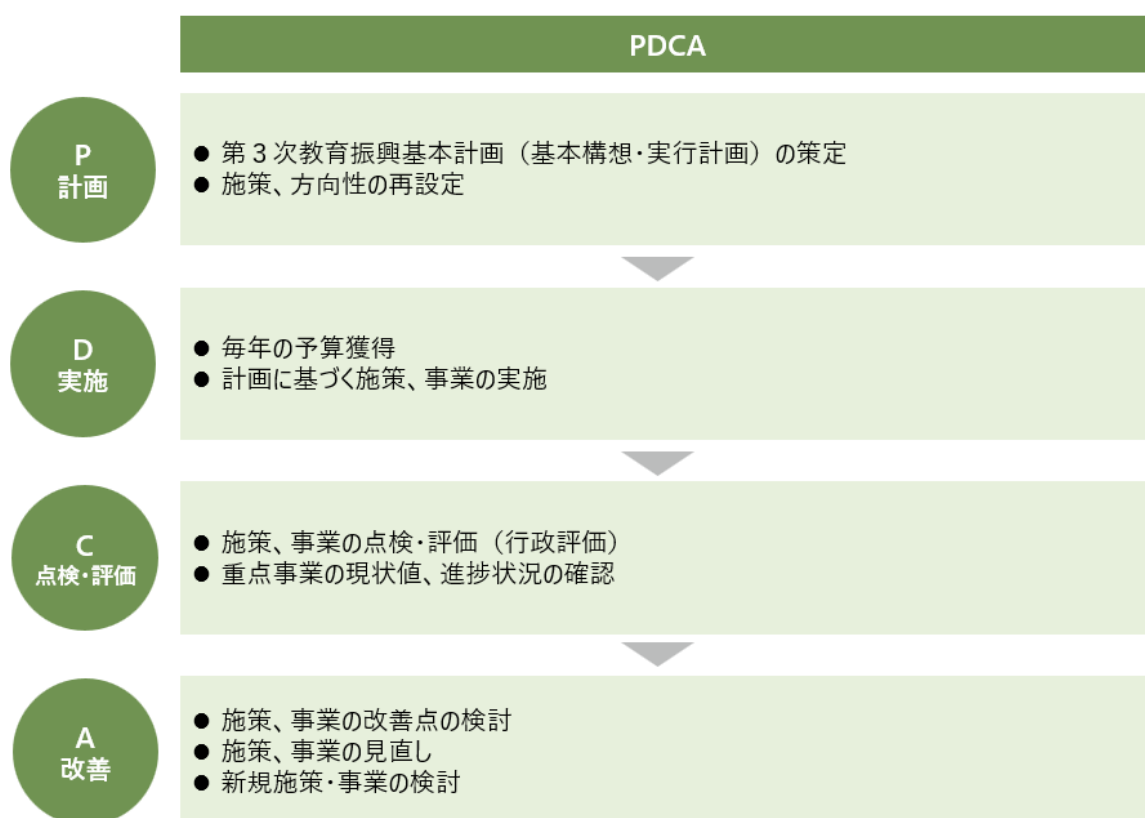 PDCA
P
計画
● 第3次教育振興基本計画（基本構想・実行計画）の策定
● 施策、方向性の再設定
D
実施
● 毎年の予算獲得
● 計画に基づく施策、事業の実施
C
点検・評価
● 施策、事業の点検・評価（行政評価）
● 重点事業の現状値、進捗状況の確認
A
改善
● 施策、事業の改善点の検討
● 施策、事業の見直し
● 新規施策・事業の検討